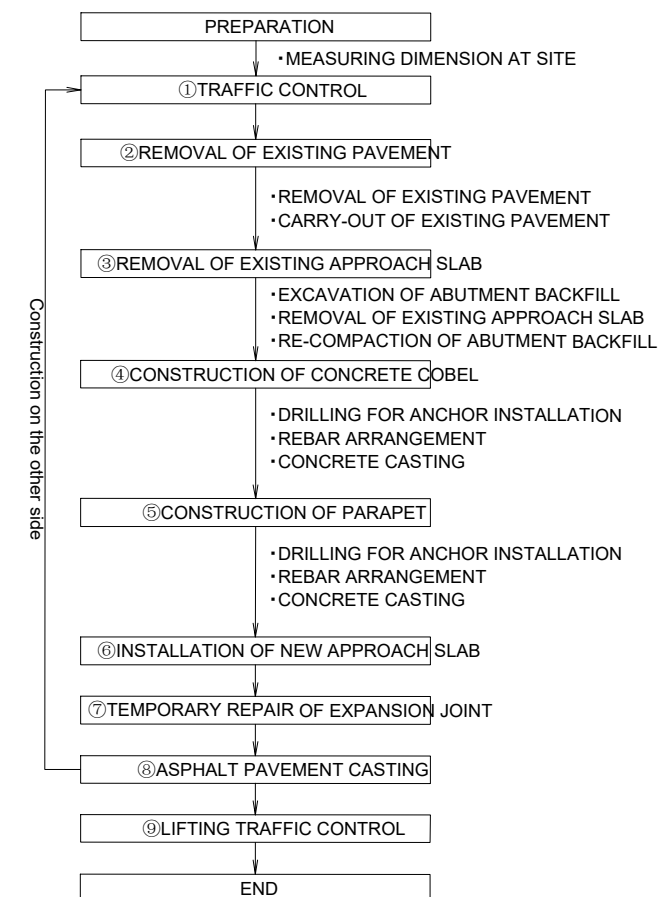 PREPARATION
・MEASURING DIMENSION AT SITE
①TRAFFIC CONTROL
②REMOVAL OF EXISTING PAVEMENT
・REMOVAL OF EXISTING PAVEMENT
・CARRY-OUT OF EXISTING PAVEMENT
③REMOVAL OF EXISTING APPROACH SLAB
・EXCAVATION OF ABUTMENT BACKFILL
・REMOVAL OF EXISTING APPROACH SLAB
・RE-COMPACTION OF ABUTMENT BACKFILL
④CONSTRUCTION OF CONCRETE COBEL
・DRILLING FOR ANCHOR INSTALLATION
・REBAR ARRANGEMENT
・CONCRETE CASTING
⑤CONSTRUCTION OF PARAPET
・DRILLING FOR ANCHOR INSTALLATION
・REBAR ARRANGEMENT
・CONCRETE CASTING
⑥INSTALLATION OF NEW APPROACH SLAB
⑦TEMPORARY REPAIR OF EXPANSION JOINT
⑧ASPHALT PAVEMENT CASTING
⑨LIFTING TRAFFIC CONTROL
END
Construction on the other side